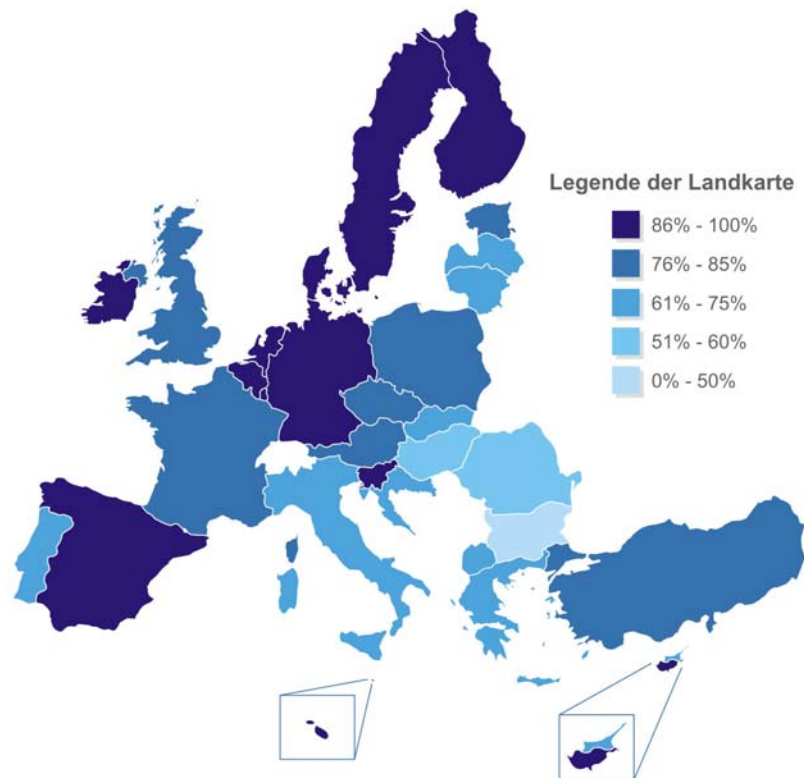 Legende der Landkarte
86% - 100%
76% - 85%
61% - 75%
51% - 60%
0% - 50%